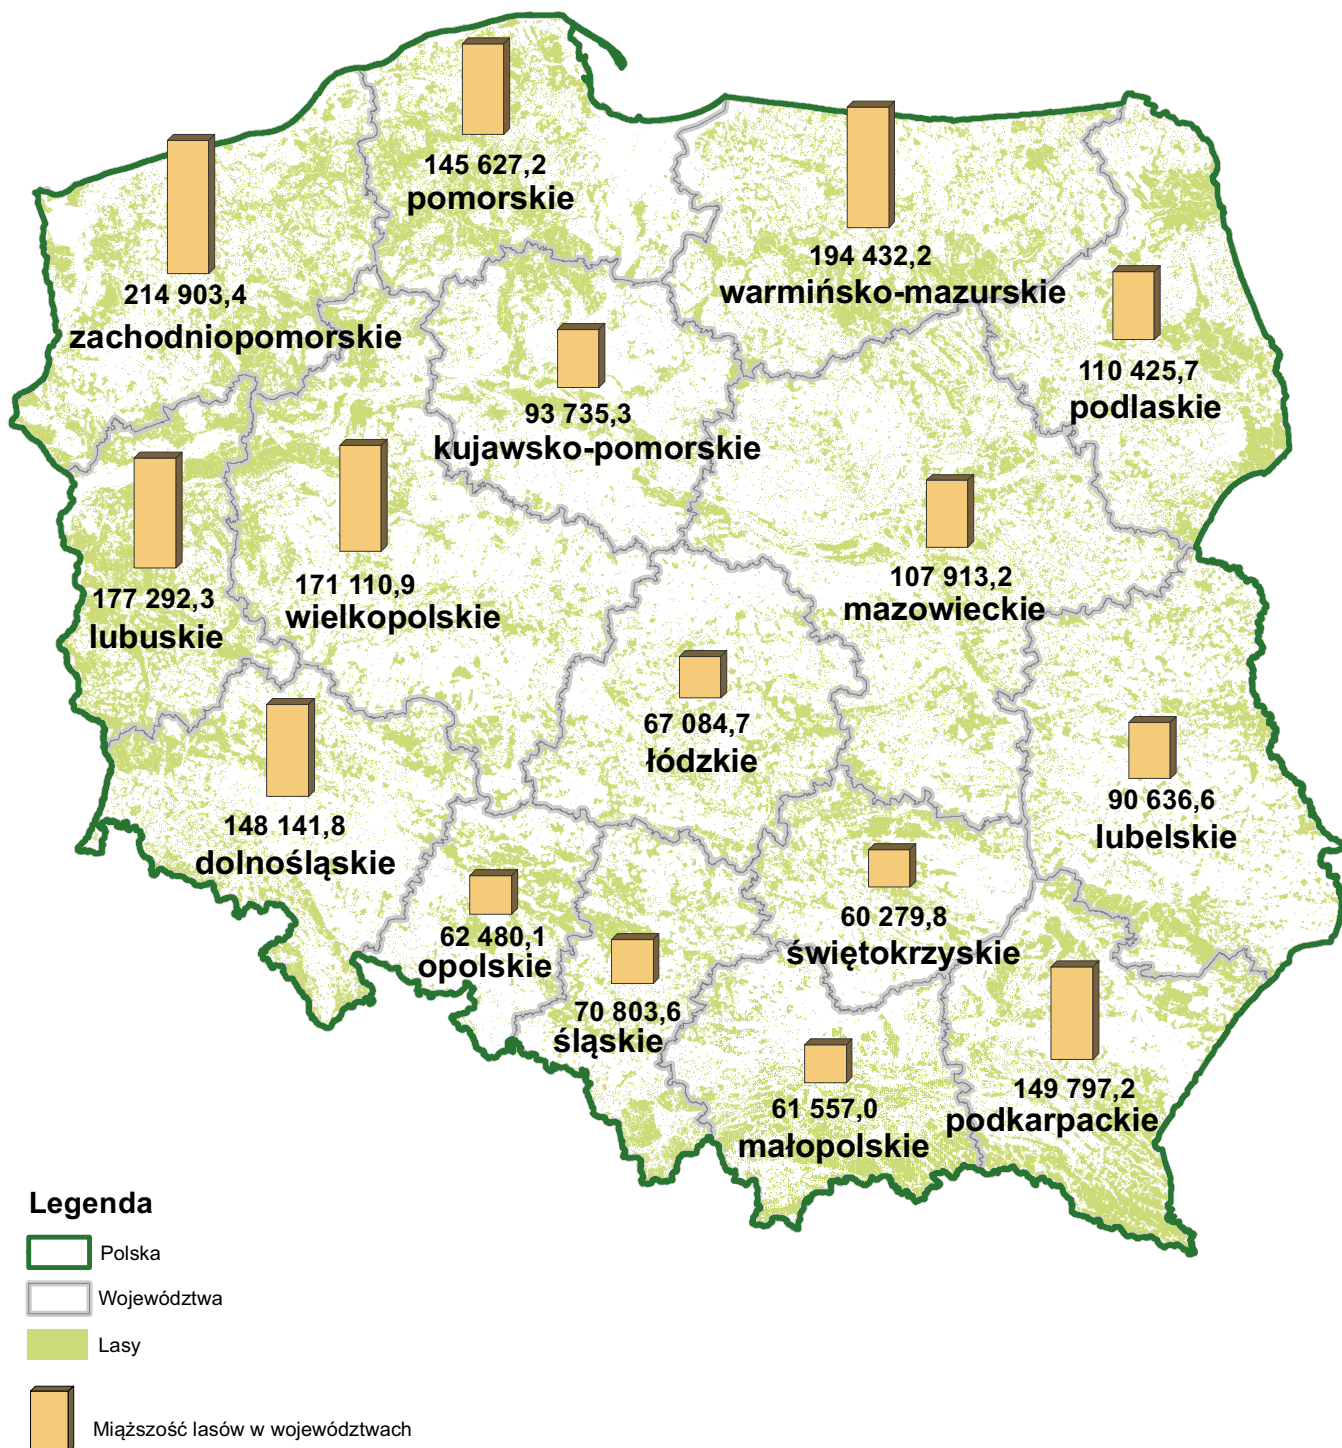 145 627,2
pomorskie
194 432,2
warmińsko-mazurskie
214 903,4
zachodniopomorskie
110 425,7
podlaskie
93 735,3
kujawsko-pomorskie
177 292,3
lubuskie
171 110,9
wielkopolskie
107 913,2
mazowieckie
67 084,7
łódzkie
148 141,8
dolnośląskie
90 636,6
lubelskie
62 480,1
opolskie
60 279,8
świętokrzyskie
70 803,6
śląskie
61 557,0
małopolskie
149 797,2
podkarpackie
Legenda
Polska
Województwa
Lasy
Miąższość lasów w województwach